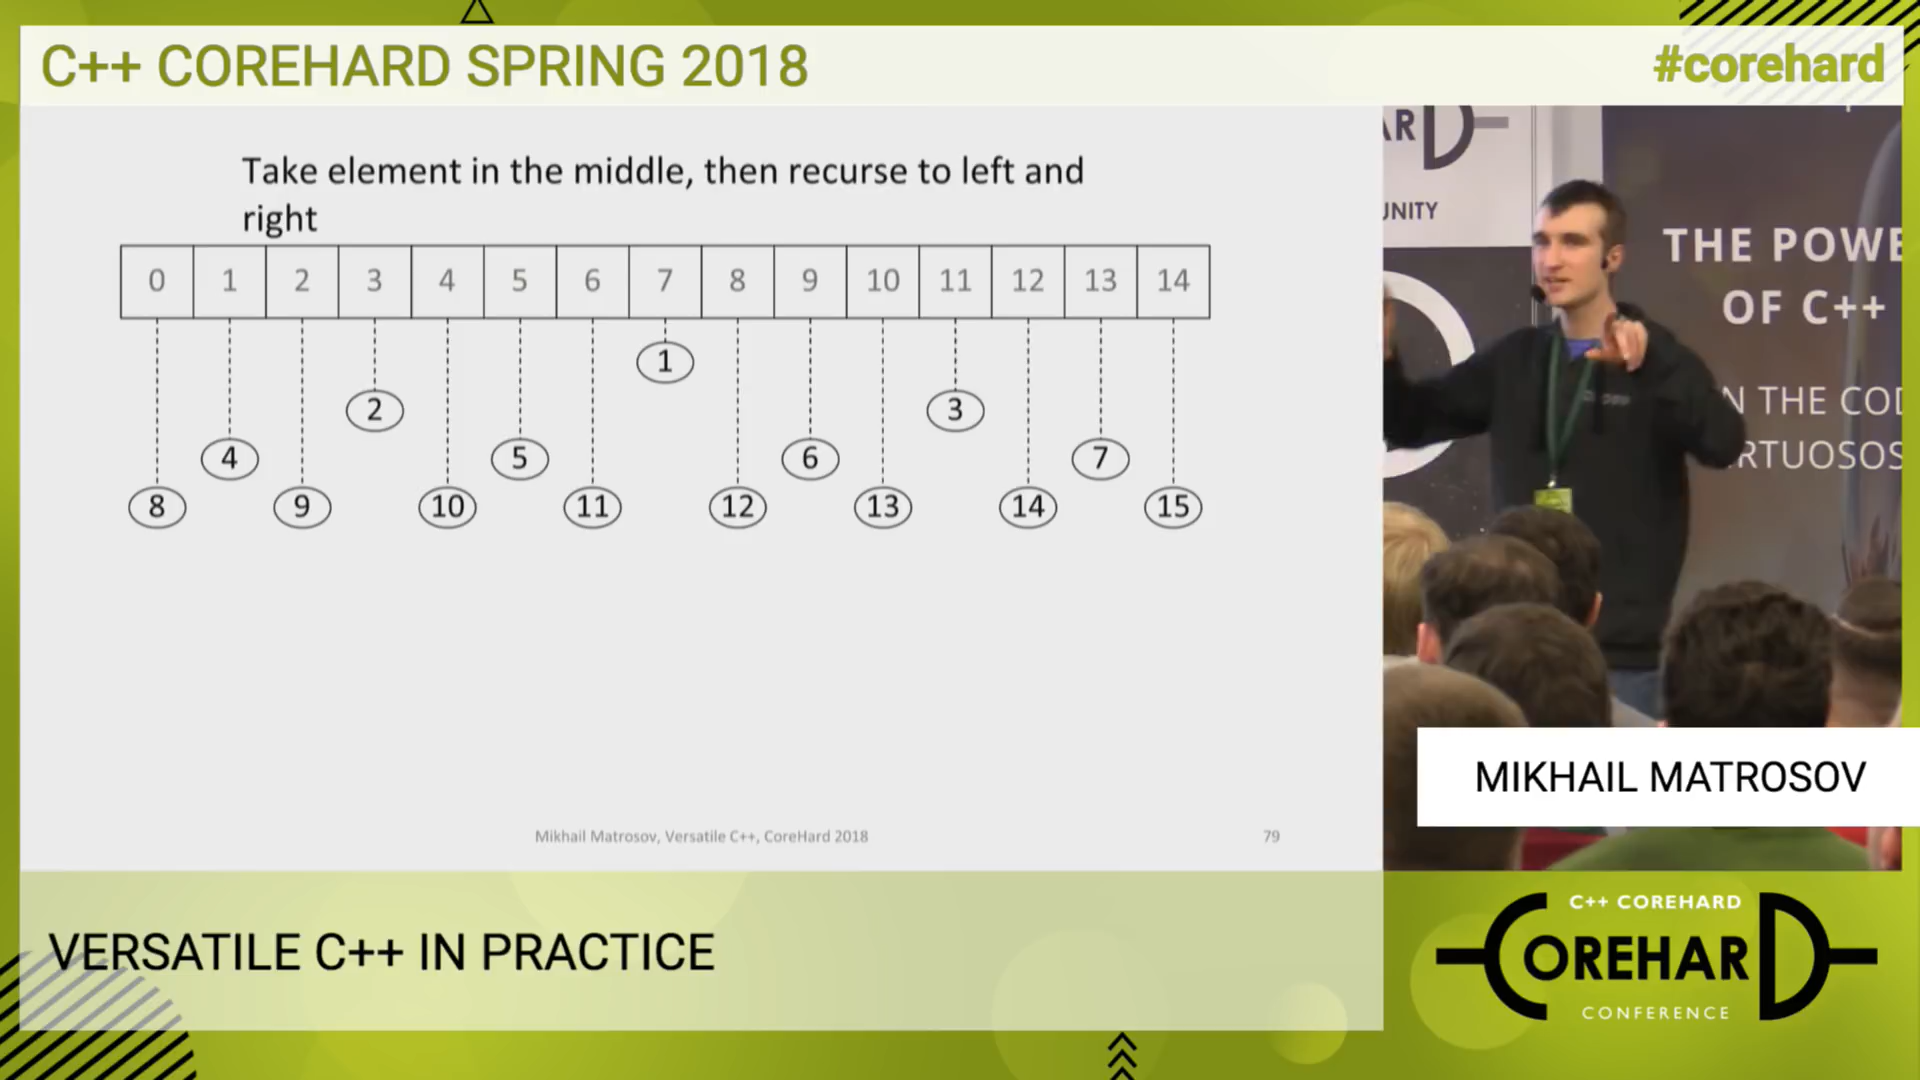 C++ COREHARD SPRING 2018
#corehard
Take element in the middle, then recurse to left and
right
0 1 2 3 4 5 6 7 8 9 10 11 12 13 14
1
2 3
4 5 6 7
8 9 10 11 12 13 14 15
Mikhail Matrosov, Versatile C++, CoreHard 2018 79
UNITY
THE POWE
OF C++
N THE COD
RTUOSOS
MIKHAIL MATROSOV
VERSATILE C++ IN PRACTICE
C++ COREHARD
COREHARD
CONFERENCE